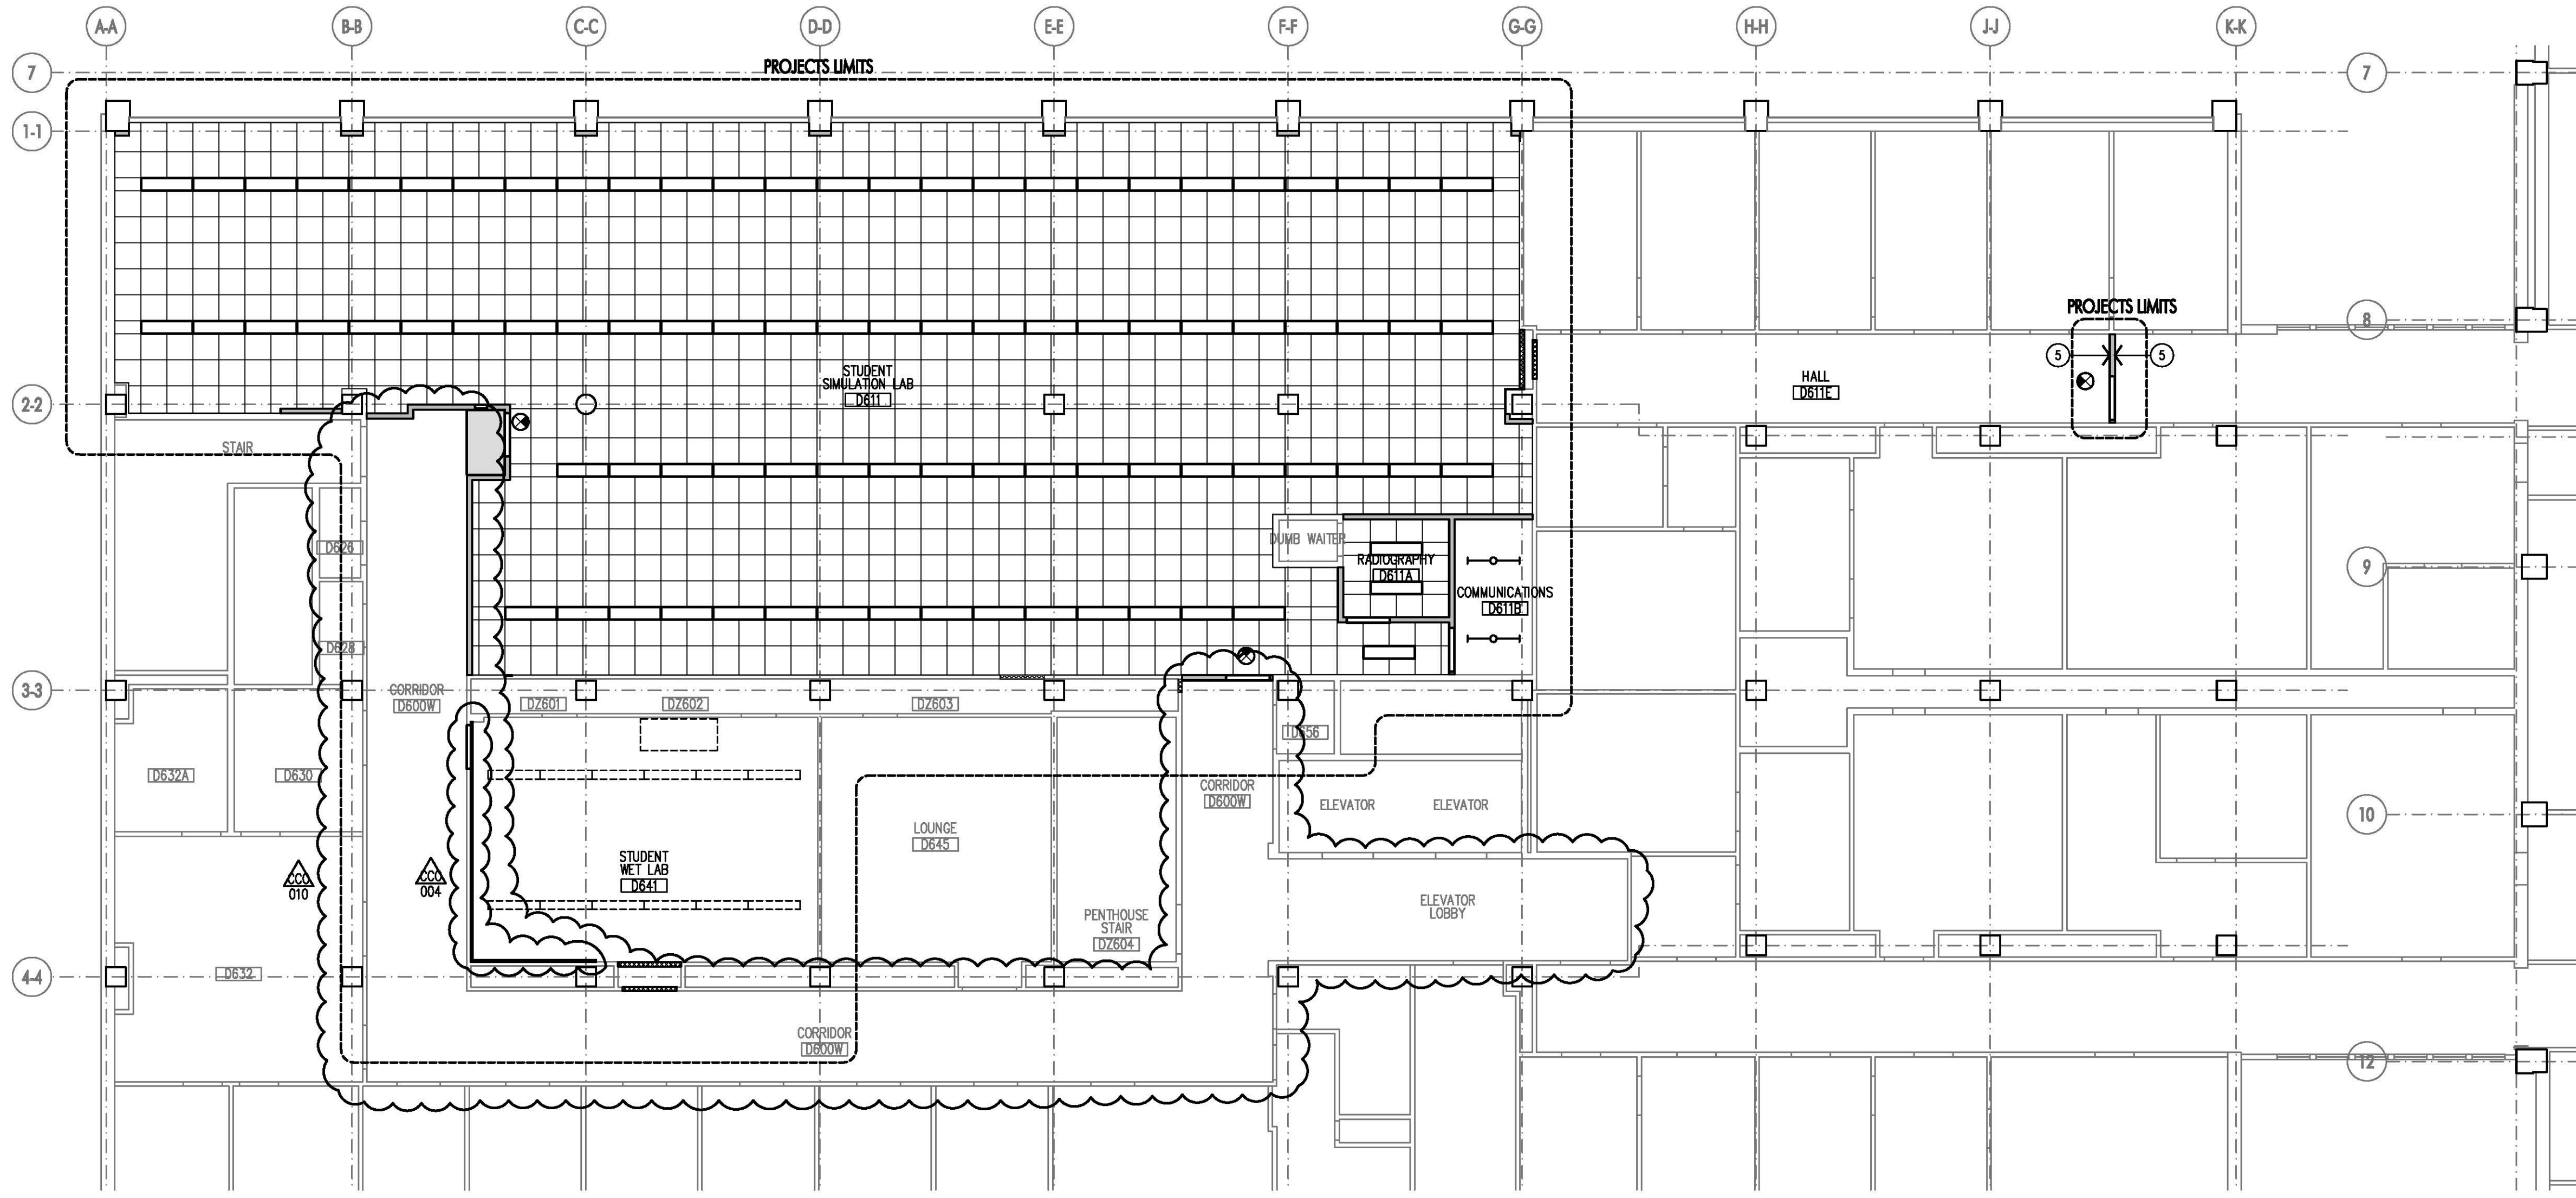 A-A
B-B
C-C
D-D
E-E
F-F
G-G
H-H
J-J
K-K
7
PROJECTS LIMITS
7
1-1
PROJECTS LIMITS
8
5
5
STUDENT
SIMULATION LAB
D611
HALL
D611E
2-2
STAIR
DUMB WAITER
D626
RADIOGRAPHY
D611A
9
COMMUNICATIONS
D611B
D628
3-3
CORRIDOR
D600W
DZ601
DZ602
DZ603
D656
D632A
D630
CORRIDOR
D600W
ELEVATOR
ELEVATOR
10
LOUNGE
D645
STUDENT
WET LAB
D641
CCO
010
CCO
004
ELEVATOR
LOBBY
PENTHOUSE
STAIR
DZ604
4-4
D632
CORRIDOR
D600W
12